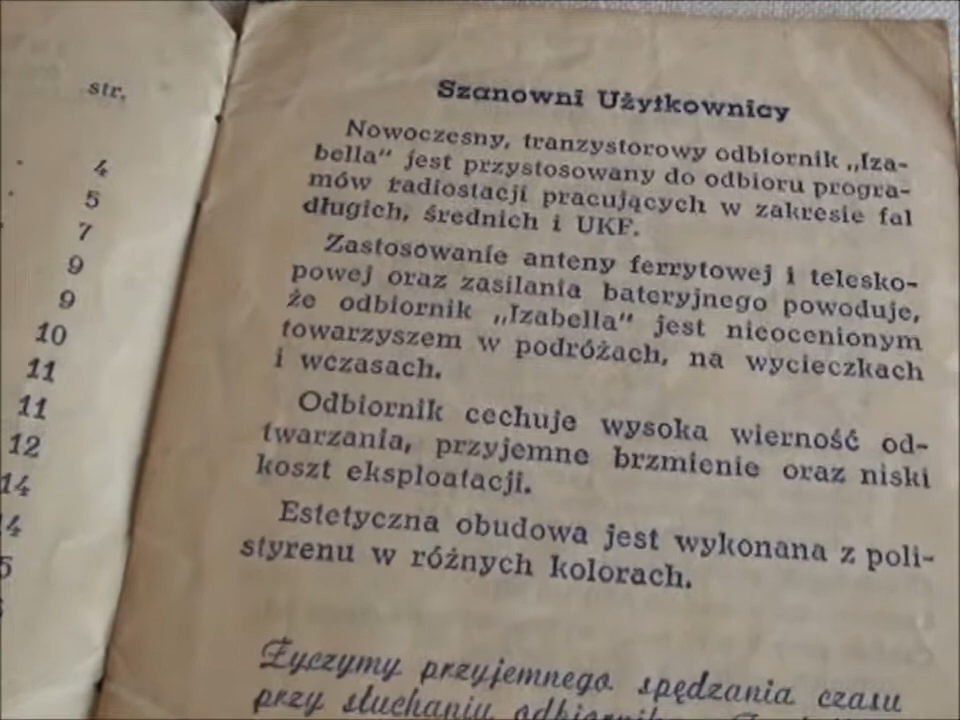 str.
4
5
7
9
9
10
11
11
12
14
Szanowni Użytkownicy
Nowoczesny, tranzystorowy odbiornik „Iza-
bella" jest przystosowany do odbioru progra-
mów radiostacji pracujących w zakresie fal
długich, średnich i UKF.
Zastosowanie anteny ferrytowej i telesko-
powej oraz zasilania bateryjnego powoduje,
że odbiornik „Izabella" jest nieocenionym
towarzyszem w podróżach, na wycieczkach
i wczasach.
Odbiornik cechuje wysoka wierność od-
twarzania, przyjemne brzmienie oraz niski
koszt eksploatacji.
Estetyczna obudowa jest wykonana z poli-
styrenu w różnych kolorach.
Życzymy przyjemnego spędzania czasu
przy słuchaniu